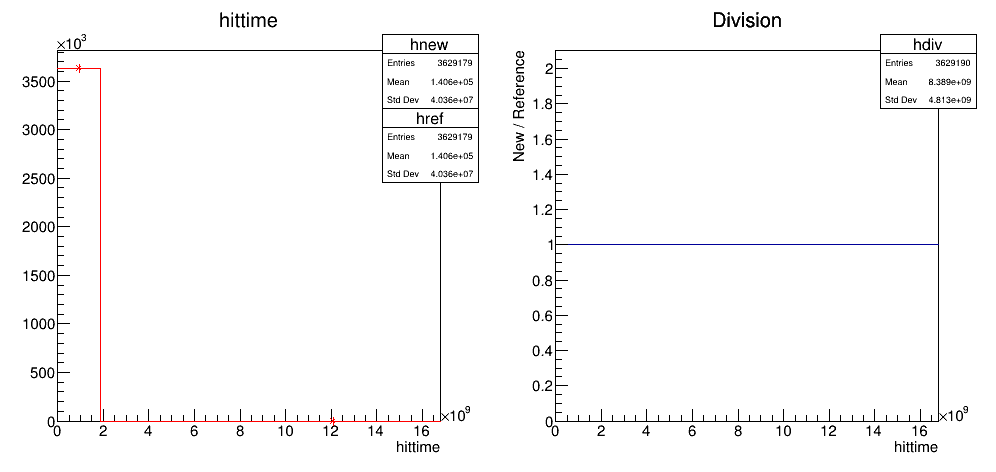 hittime
×10³
hnew
Entries 3629179
Mean 1.406e+05
Std Dev 4.036e+07
href
Entries 3629179
Mean 1.406e+05
Std Dev 4.036e+07
3500
3000
2500
2000
1500
1000
500
0
0 2 4 6 8 10 12 14 16
×10⁹
hittime
Division
hdiv
Entries 3629190
Mean 8.389e+09
Std Dev 4.813e+09
New / Reference
2
1.8
1.6
1.4
1.2
1
0.8
0.6
0.4
0.2
0
0 2 4 6 8 10 12 14 16
×10⁹
hittime